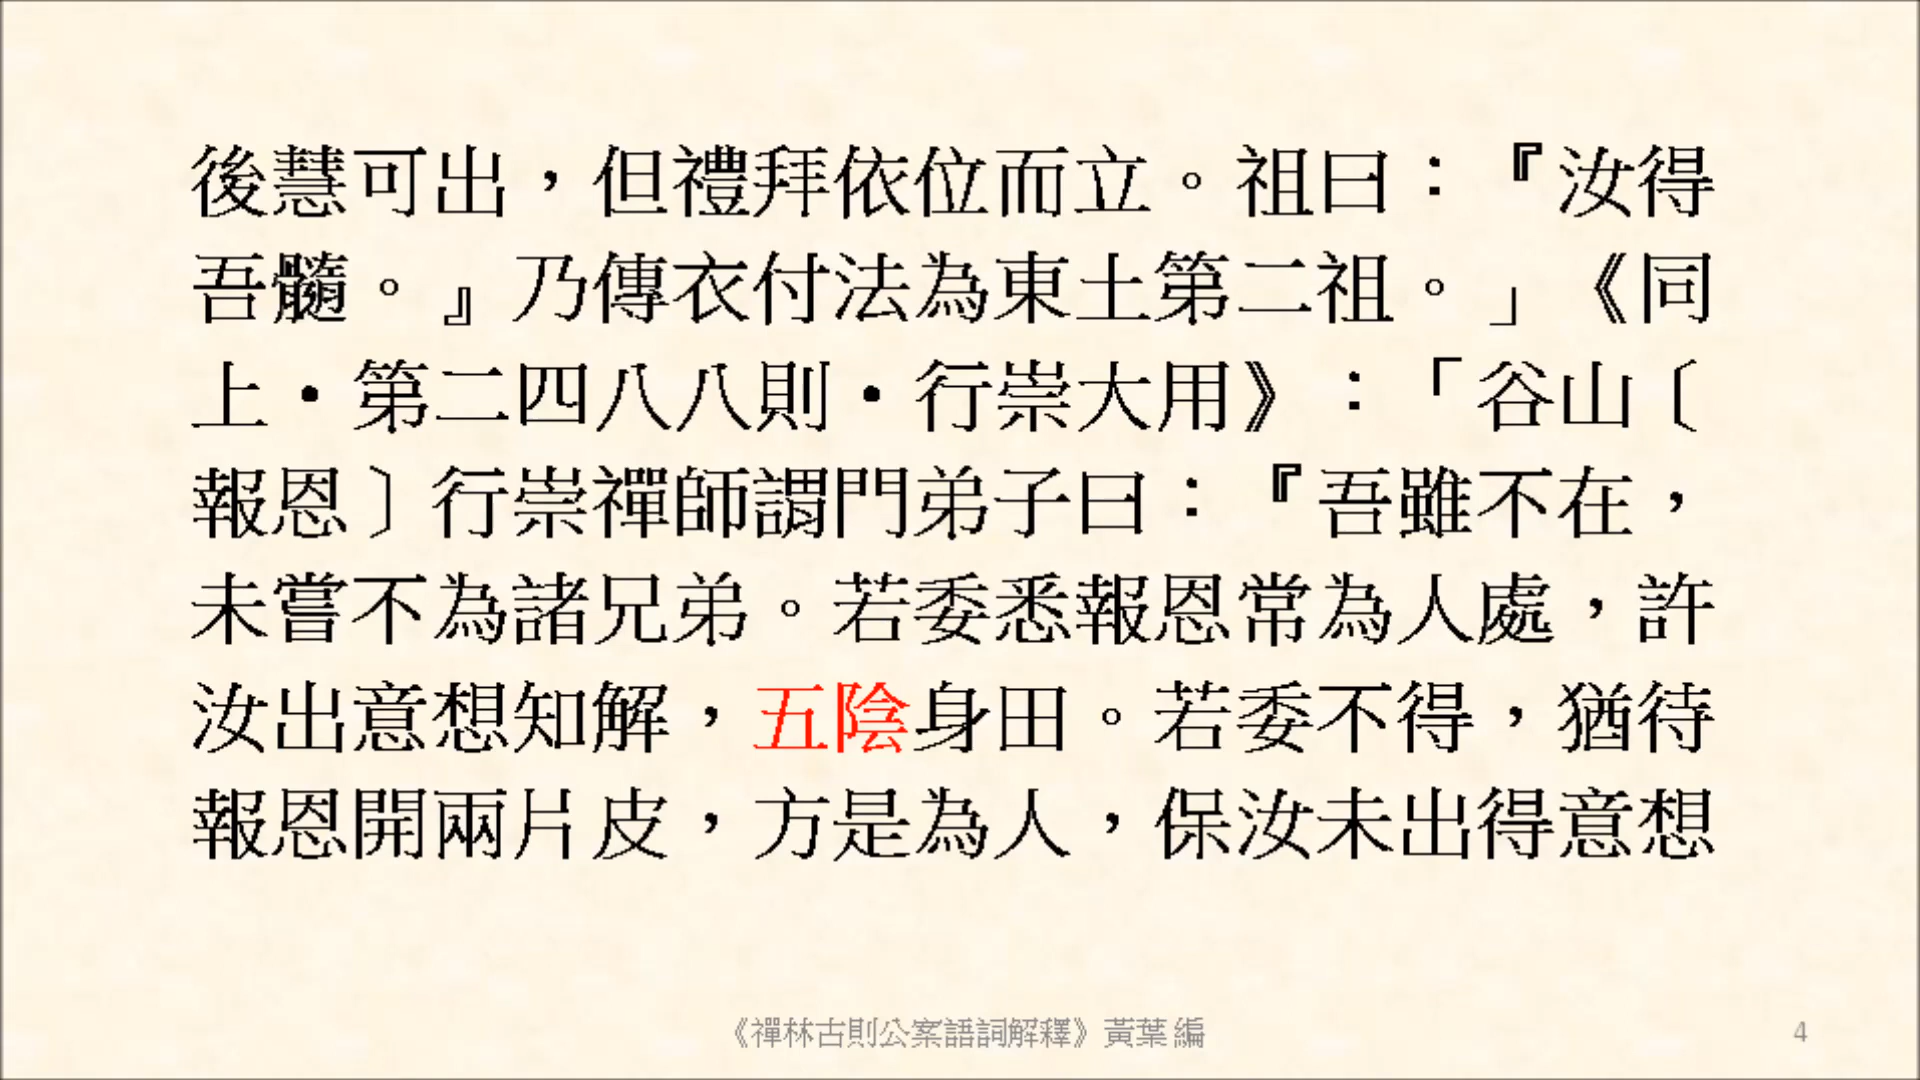 後慧可出，但禮拜依位而立。祖曰：『汝得
吾髓。』乃傳衣付法為東土第二祖。」《同
上‧第二四八八則‧行崇大用》：「谷山〔
報恩〕行崇禪師謂門弟子曰：『吾雖不在，
未嘗不為諸兄弟。若委悉報恩常為人處，許
汝出意想知解，五陰身田。若委不得，猶待
報恩開兩片皮，方是為人，保汝未出得意想
《禪林古則公案語詞解釋》黃葉 編
4